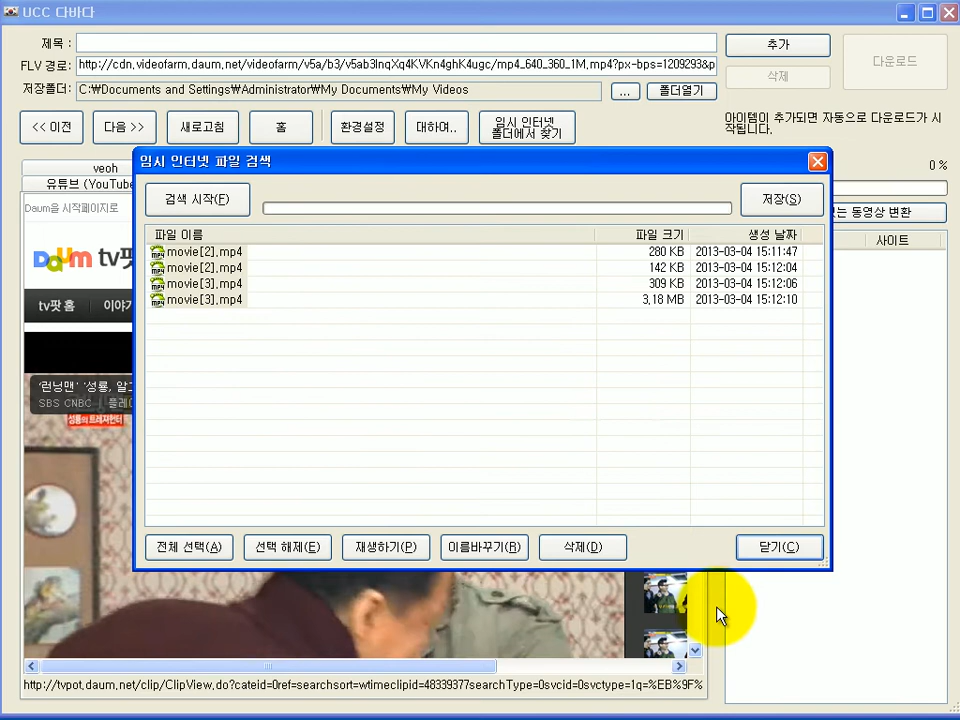 UCC 다바다
제목 :
추가
다운로드
FLV 경로:
http://cdn.videofarm.daum.net/videofarm/v5a/b3/v5ab3InqXq4KVKn4ghK4ugc/mp4_640_360_1M.mp4?px-bps=1209293&p
삭제
저장폴더:
C:₩Documents and Settings₩Administrator₩My Documents₩My Videos
...
폴더열기
<< 이전
다음 >>
새로고침
홈
환경설정
대하여..
임시 인터넷
폴더에서 찾기
아이템이 추가되면 자동으로 다운로드가 시
작됩니다.
0 %
veoh
유튜브 (YouTube
는 동영상 변환
사이트
Daum을 시작페이지로
Daum tv팟
tv팟 홈
이야기
'런닝맨' '성룡, 알고
SBS CNBC | 플레이
성룡의 프레자헌터
임시 인터넷 파일 검색
검색 시작(F)
저장(S)
파일 이름 파일 크기 생성 날짜
movie[2].mp4 280 KB 2013-03-04 15:11:47
movie[2].mp4 142 KB 2013-03-04 15:12:04
movie[3].mp4 309 KB 2013-03-04 15:12:06
movie[3].mp4 3.18 MB 2013-03-04 15:12:10
전체 선택(A)
선택 해제(E)
재생하기(P)
이름바꾸기(R)
삭제(D)
닫기(C)
http://tvpot.daum.net/clip/ClipView.do?cateid=0ref=searchsort=wtimeclipid=48339377searchType=0svcid=0svctype=1q=%EB%9F%